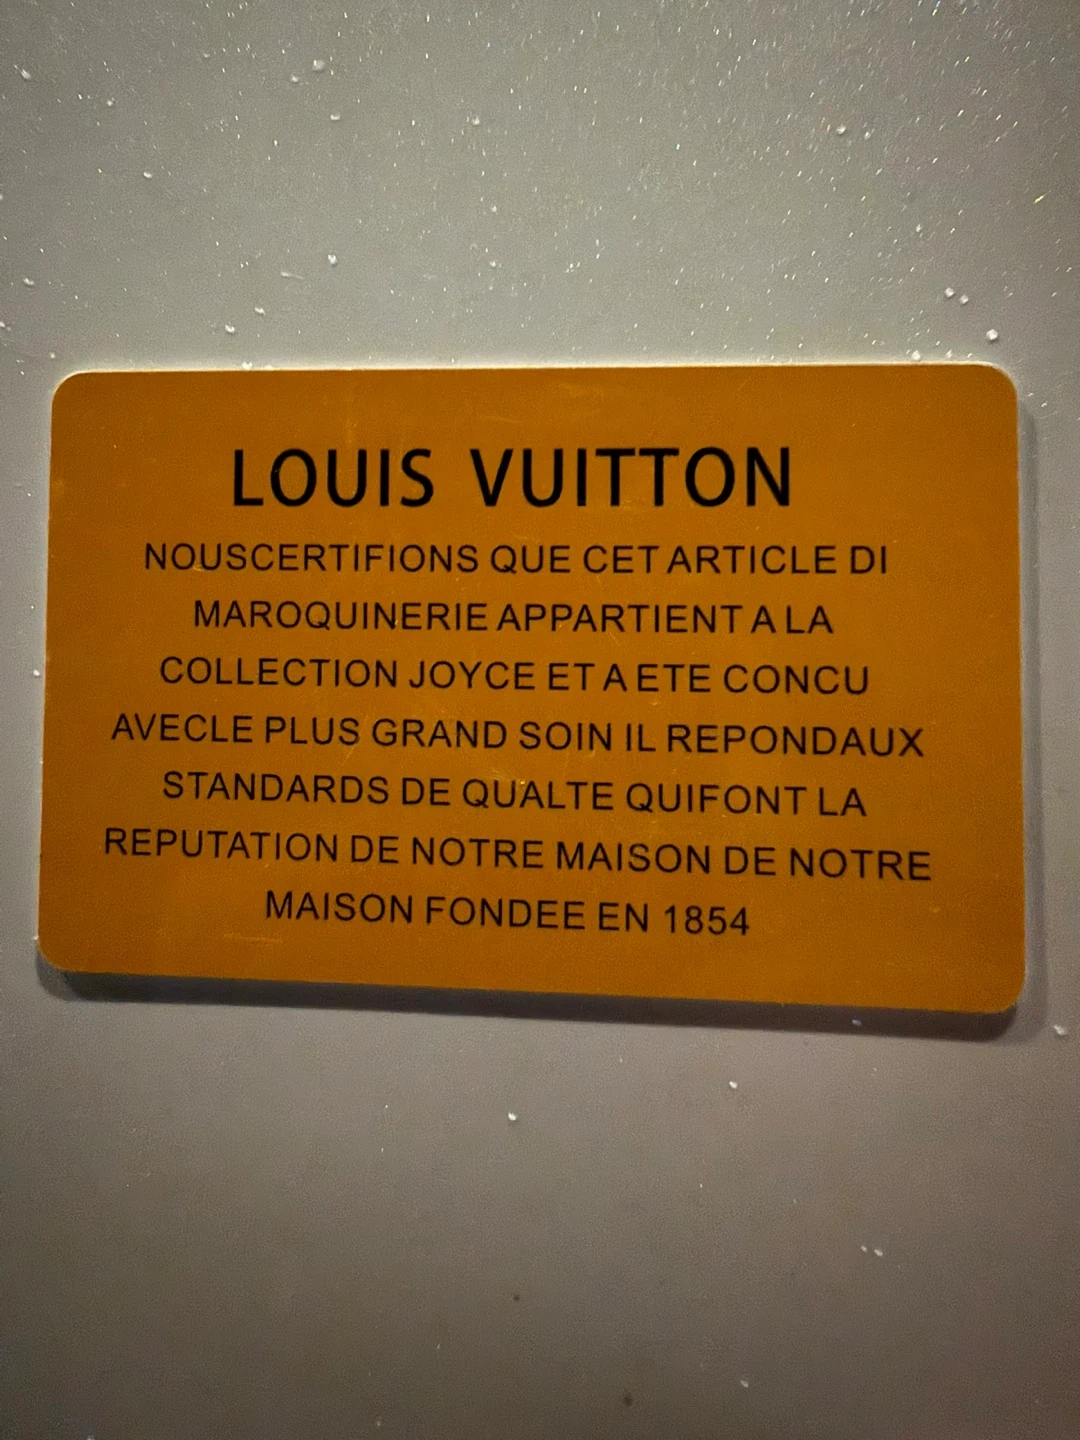 LOUIS VUITTON
NOUSCERTIFIONS QUE CET ARTICLE DI
MAROQUINERIE APPARTIENT A LA
COLLECTION JOYCE ET A ETE CONCU
AVECLE PLUS GRAND SOIN IL REPONDAUX
STANDARDS DE QUALTE QUIFONT LA
REPUTATION DE NOTRE MAISON DE NOTRE
MAISON FONDEE EN 1854